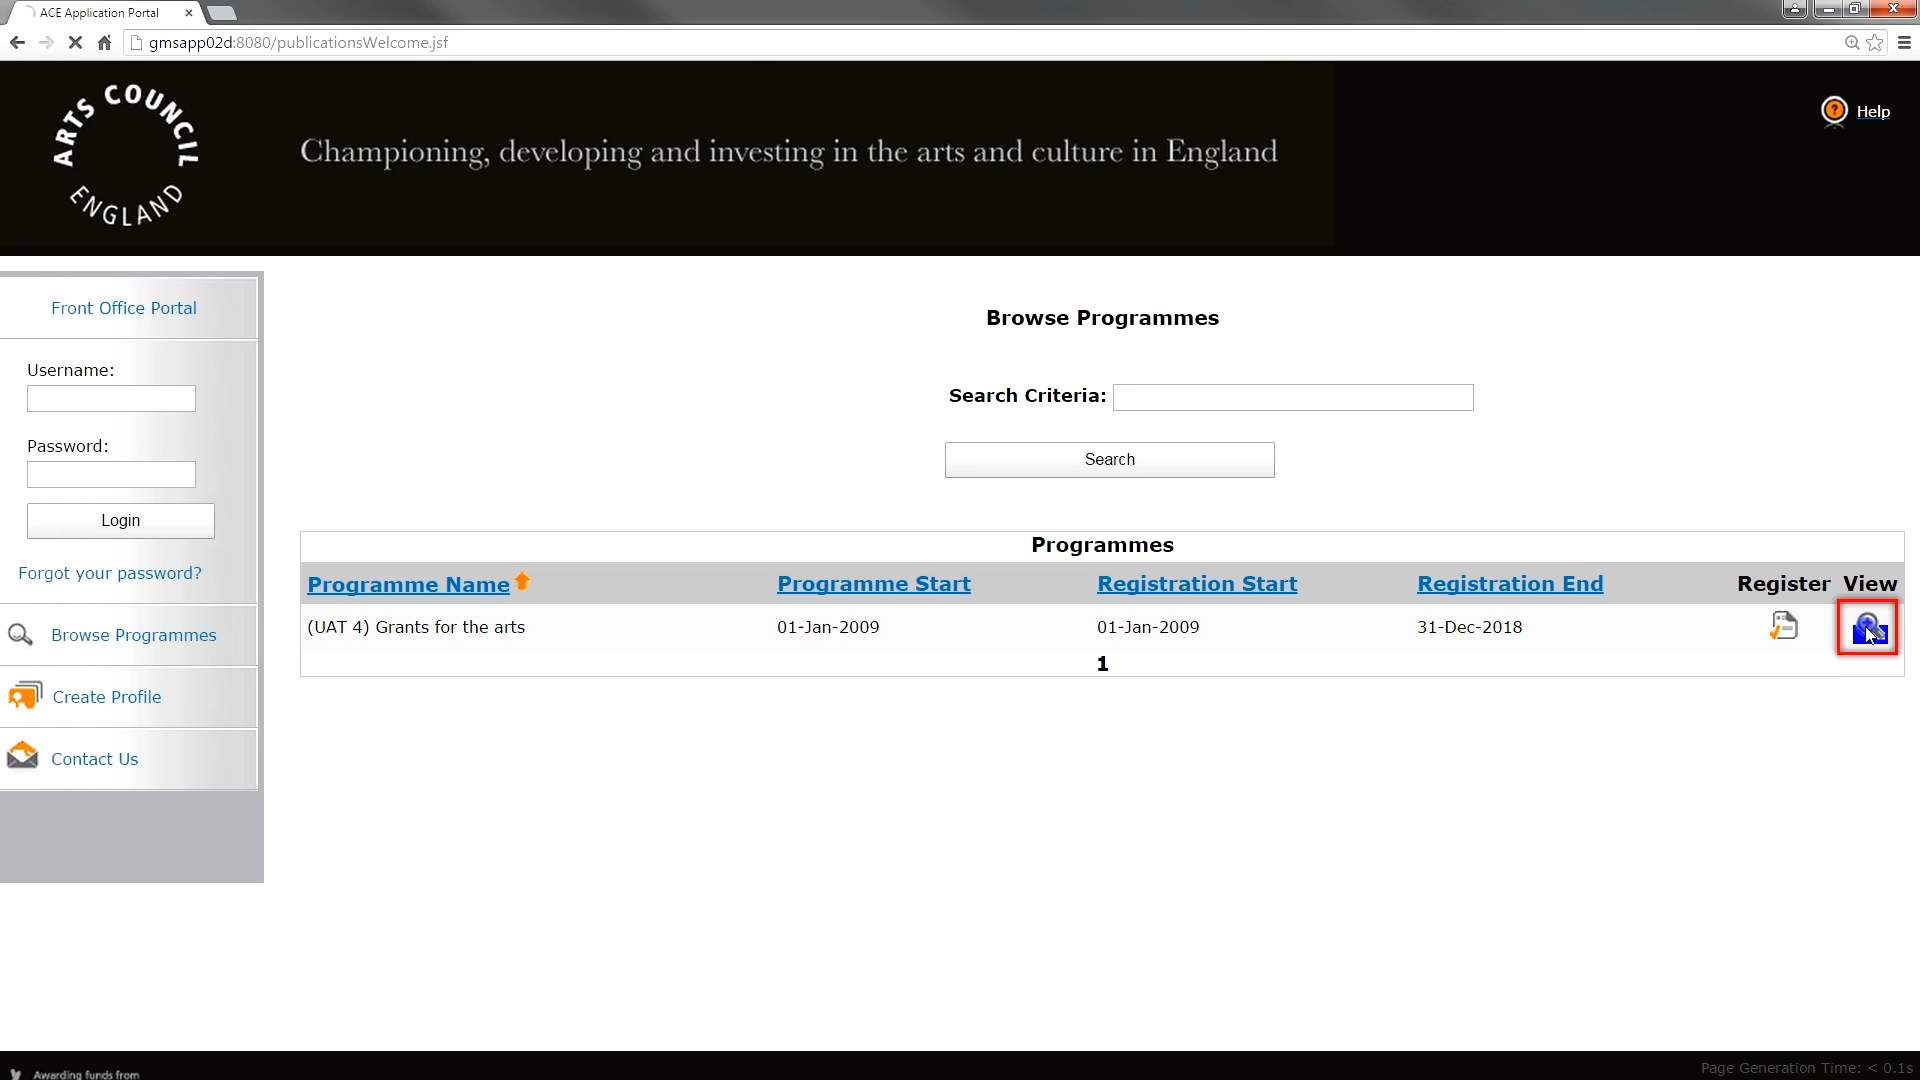 ACE Application Portal
gmsapp02d:8080/publicationsWelcome.jsf
ARTS COUNCIL
ENGLAND
Championing, developing and investing in the arts and culture in England
Help
Front Office Portal
Username:
Password:
Login
Forgot your password?
Browse Programmes
Create Profile
Contact Us
Browse Programmes
Search Criteria:
Search
Programmes
Programme Name Programme Start Registration Start Registration End Register View
(UAT 4) Grants for the arts 01-Jan-2009 01-Jan-2009 31-Dec-2018
1
Awarding funds from
Page Generation Time: < 0.1s